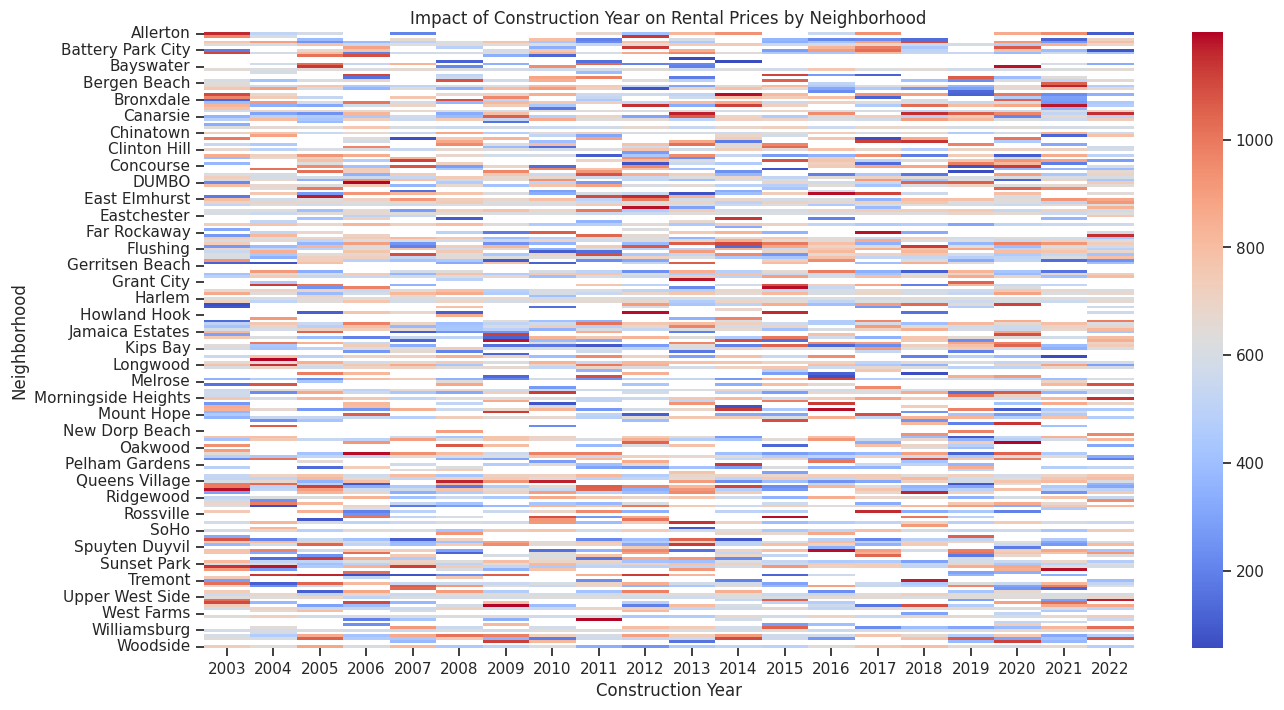 Impact of Construction Year on Rental Prices by Neighborhood
Neighborhood
Allerton
Battery Park City
Bayswater
Bergen Beach
Bronxdale
Canarsie
Chinatown
Clinton Hill
Concourse
DUMBO
East Elmhurst
Eastchester
Far Rockaway
Flushing
Gerritsen Beach
Grant City
Harlem
Howland Hook
Jamaica Estates
Kips Bay
Longwood
Melrose
Morningside Heights
Mount Hope
New Dorp Beach
Oakwood
Pelham Gardens
Queens Village
Ridgewood
Rossville
SoHo
Spuyten Duyvil
Sunset Park
Tremont
Upper West Side
West Farms
Williamsburg
Woodside
2003 2004 2005 2006 2007 2008 2009 2010 2011 2012 2013 2014 2015 2016 2017 2018 2019 2020 2021 2022
Construction Year
1000
800
600
400
200